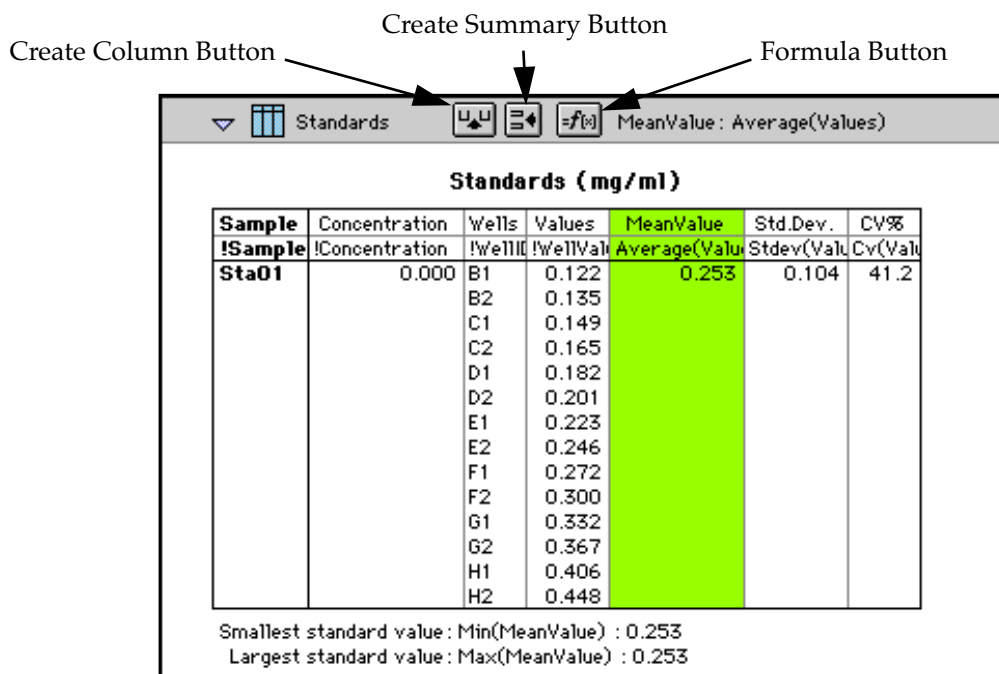 Create Summary Button
Create Column Button Formula Button
Standards =f(x) MeanValue : Average(Values)
Standards (mg/ml)
Sample Concentration Wells Values MeanValue Std.Dev. CV%
!Sample !Concentration !WellID !WellVal Average(Valu Stdev(Valu Cv(Valu
Sta01 0.000 B1 0.122 0.253 0.104 41.2
B2 0.135
C1 0.149
C2 0.165
D1 0.182
D2 0.201
E1 0.223
E2 0.246
F1 0.272
F2 0.300
G1 0.332
G2 0.367
H1 0.406
H2 0.448
Smallest standard value : Min(MeanValue) : 0.253
Largest standard value : Max(MeanValue) : 0.253